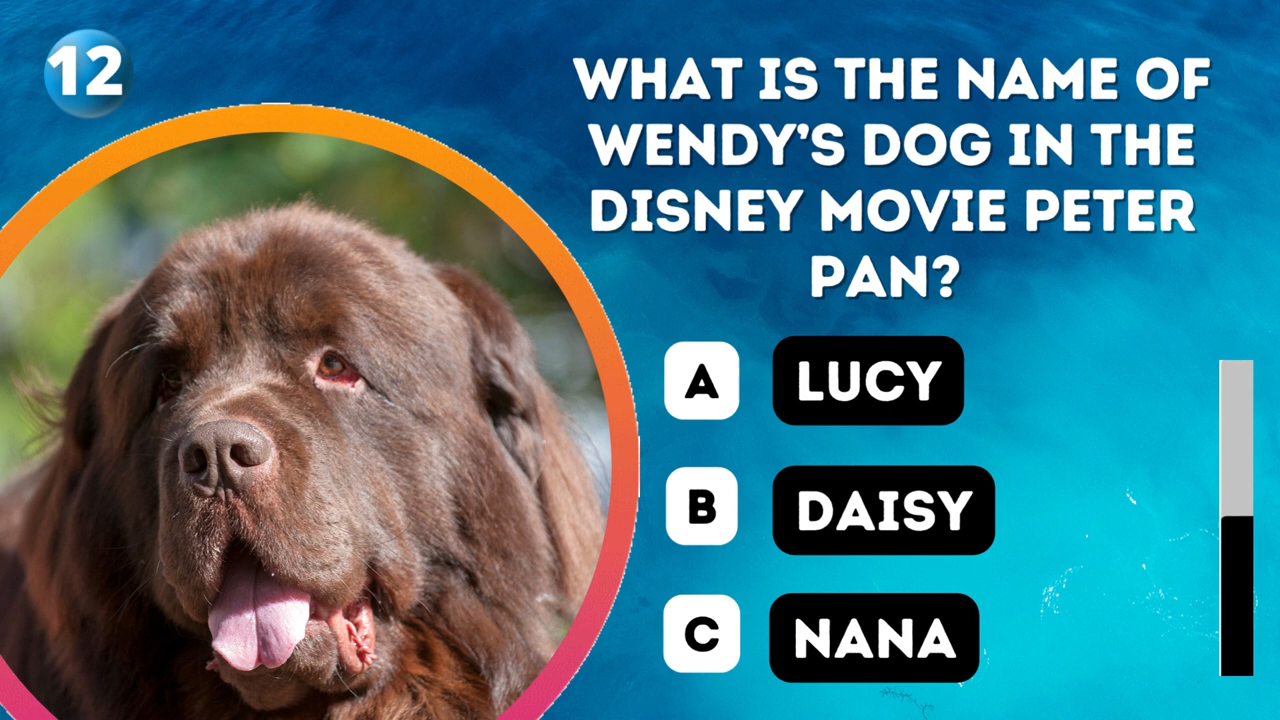 12
WHAT IS THE NAME OF
WENDY'S DOG IN THE
DISNEY MOVIE PETER
PAN?
A LUCY
B DAISY
C NANA